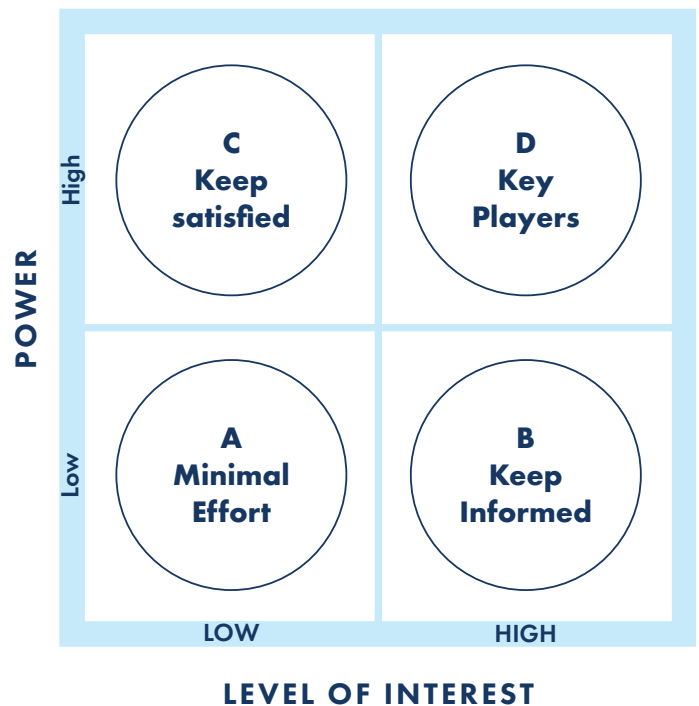 POWER
High
C
Keep
satisfied
D
Key
Players
Low
A
Minimal
Effort
B
Keep
Informed
LOW
HIGH
LEVEL OF INTEREST